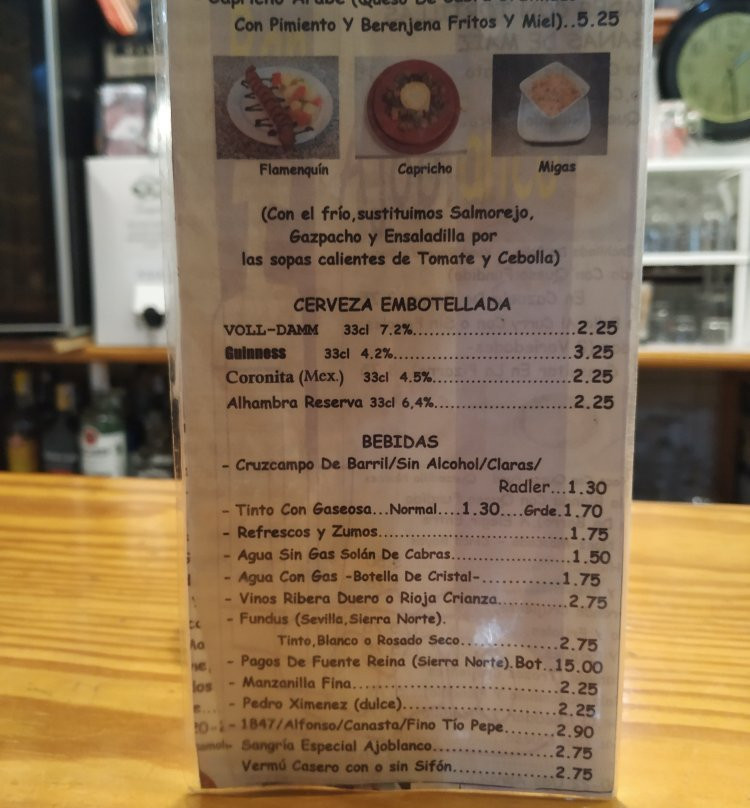 Con Pimiento Y Berenjena Fritos Y Miel)..5.25
Flamenquín Capricho Migas
(Con el frío,sustituimos Salmorejo,
Gazpacho y Ensaladilla por
las sopas calientes de Tomate y Cebolla)
CERVEZA EMBOTELLADA
VOLL-DAMM 33cl 7.2%....................2.25
Guinness 33cl 4.2%......................3.25
Coronita (Mex.) 33cl 4.5%.................2.25
Alhambra Reserva 33cl 6,4%.....................2.25
BEBIDAS
- Cruzcampo De Barril/Sin Alcohol/Claras/
Radler...1.30
- Tinto Con Gaseosa...Normal....1.30....Grde.1.70
- Refrescos y Zumos..........................1.75
- Agua Sin Gas Solán De Cabras..................1.50
- Agua Con Gas -Botella De Cristal-............1.75
- Vinos Ribera Duero o Rioja Crianza..........2.75
- Fundus (Sevilla,Sierra Norte).
Tinto,Blanco o Rosado Seco..............2.75
- Pagos De Fuente Reina (Sierra Norte).Bot..15.00
- Manzanilla Fina.............................2.25
- Pedro Ximenez (dulce)......................2.25
- 1847/Alfonso/Canasta/Fino Tío Pepe.......2.90
- Sangría Especial Ajoblanco.................2.75
Vermú Casero con o sin Sifón..............2.75